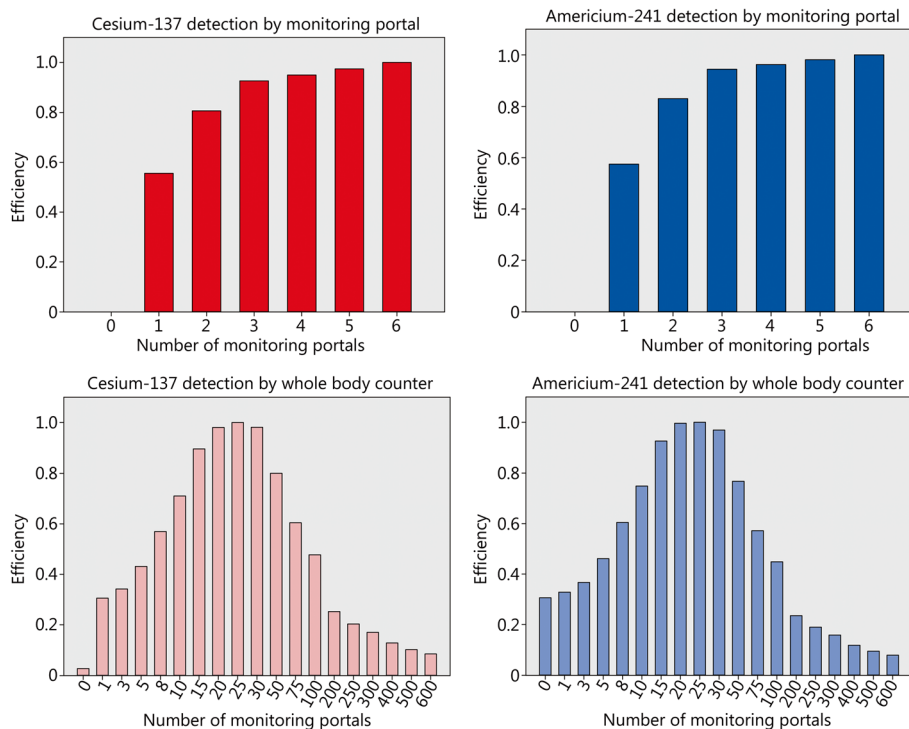 Cesium-137 detection by monitoring portal
1.0
0.8
0.6
0.4
0.2
0
Efficiency
0 1 2 3 4 5 6
Number of monitoring portals
Americium-241 detection by monitoring portal
1.0
0.8
0.6
0.4
0.2
0
Efficiency
0 1 2 3 4 5 6
Number of monitoring portals
Cesium-137 detection by whole body counter
1.0
0.8
0.6
0.4
0.2
0
Efficiency
0 1 3 5 8 10 15 20 25 30 50 75 100 200 250 300 400 500 600
Number of monitoring portals
Americium-241 detection by whole body counter
1.0
0.8
0.6
0.4
0.2
0
Efficiency
0 1 3 5 8 10 15 20 25 30 50 75 100 200 250 300 400 500 600
Number of monitoring portals